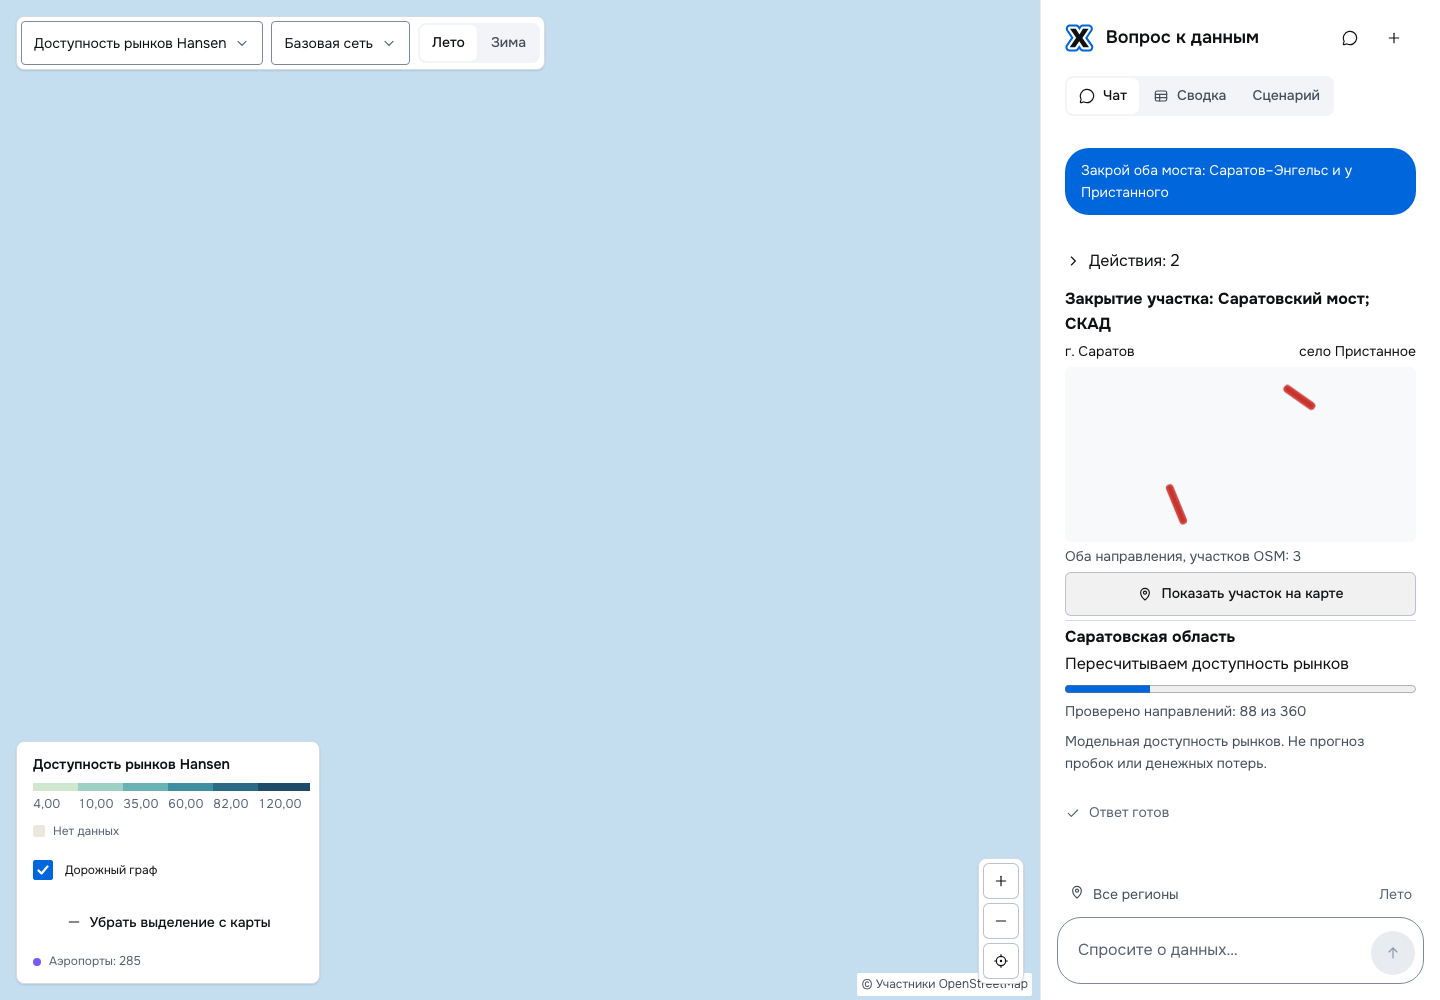 Доступность рынков Hansen
Базовая сеть
Лето
Зима
Вопрос к данным
Чат
Сводка
Сценарий
Закрой оба моста: Саратов–Энгельс и у
Пристанного
Действия: 2
Закрытие участка: Саратовский мост;
СКАД
г. Саратов
село Пристанное
Оба направления, участков OSM: 3
Показать участок на карте
Саратовская область
Пересчитываем доступность рынков
Проверено направлений: 88 из 360
Модельная доступность рынков. Не прогноз
пробок или денежных потерь.
Ответ готов
Все регионы
Лето
Спросите о данных...
Доступность рынков Hansen
4,00 10,00 35,00 60,00 82,00 120,00
Нет данных
Дорожный граф
Убрать выделение с карты
Аэропорты: 285
© Участники OpenStreetMap